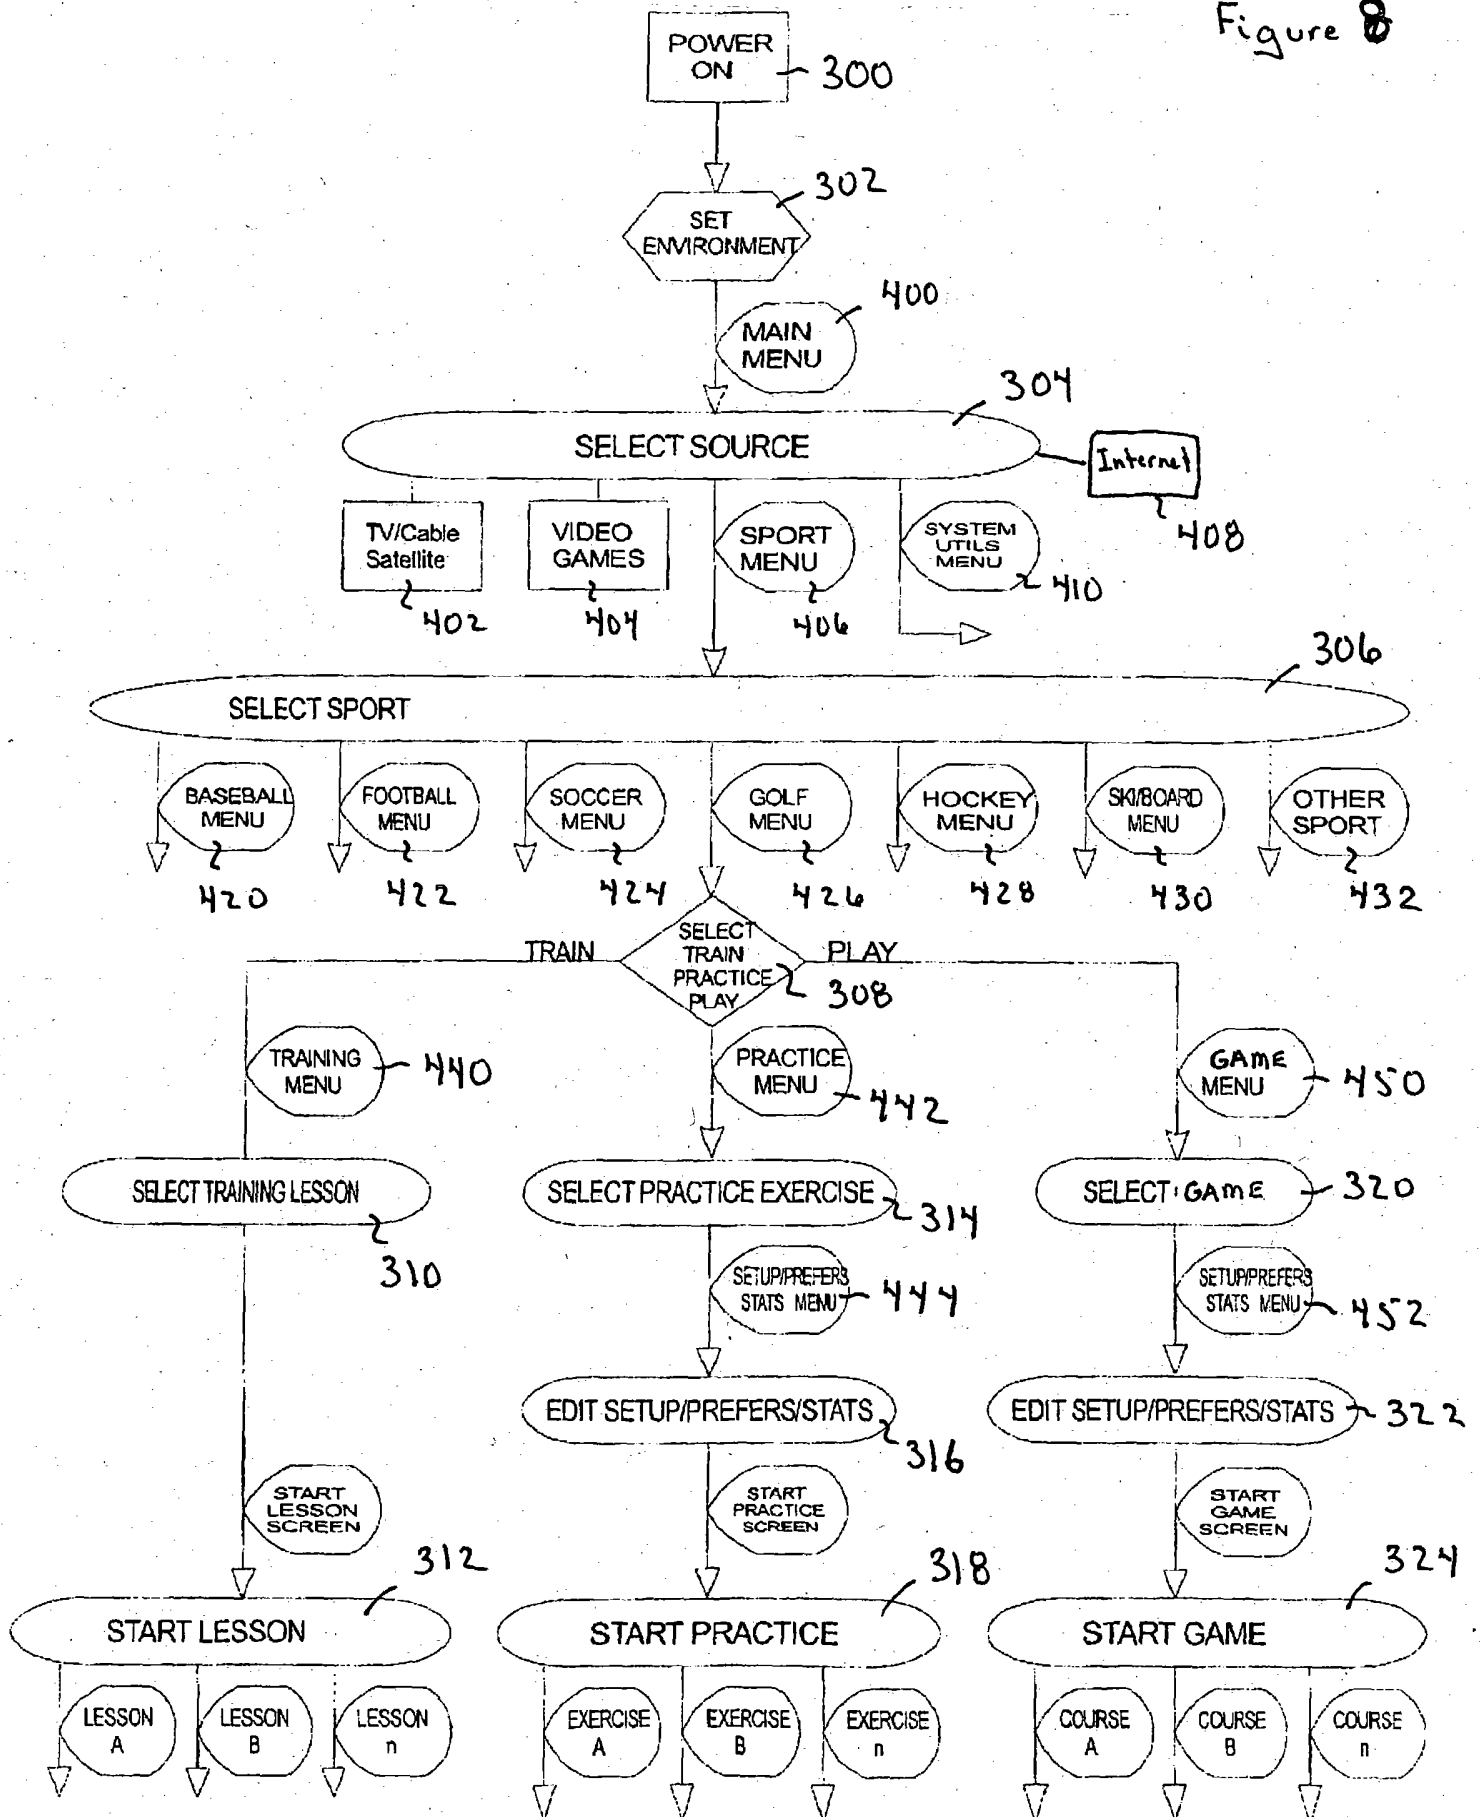 Figure 8
POWER
ON
300
302
SET
ENVIRONMENT
400
MAIN
MENU
304
SELECT SOURCE
Internet
408
TV/Cable
Satellite
402
VIDEO
GAMES
404
SPORT
MENU
406
SYSTEM
UTILS
MENU
410
306
SELECT SPORT
BASEBALL
MENU
420
FOOTBALL
MENU
422
SOCCER
MENU
424
GOLF
MENU
426
HOCKEY
MENU
428
SKI/BOARD
MENU
430
OTHER
SPORT
432
TRAIN
SELECT
TRAIN
PRACTICE
PLAY
308
PLAY
TRAINING
MENU
440
PRACTICE
MENU
442
GAME
MENU
450
SELECT TRAINING LESSON
310
SELECT PRACTICE EXERCISE
314
SELECT GAME
320
SETUP/PREFERS
STATS MENU
444
SETUP/PREFERS
STATS MENU
452
EDIT SETUP/PREFERS/STATS
316
EDIT SETUP/PREFERS/STATS
322
START
LESSON
SCREEN
START
PRACTICE
SCREEN
START
GAME
SCREEN
312
START LESSON
318
START PRACTICE
324
START GAME
LESSON
A
LESSON
B
LESSON
n
EXERCISE
A
EXERCISE
B
EXERCISE
n
COURSE
A
COURSE
B
COURSE
n